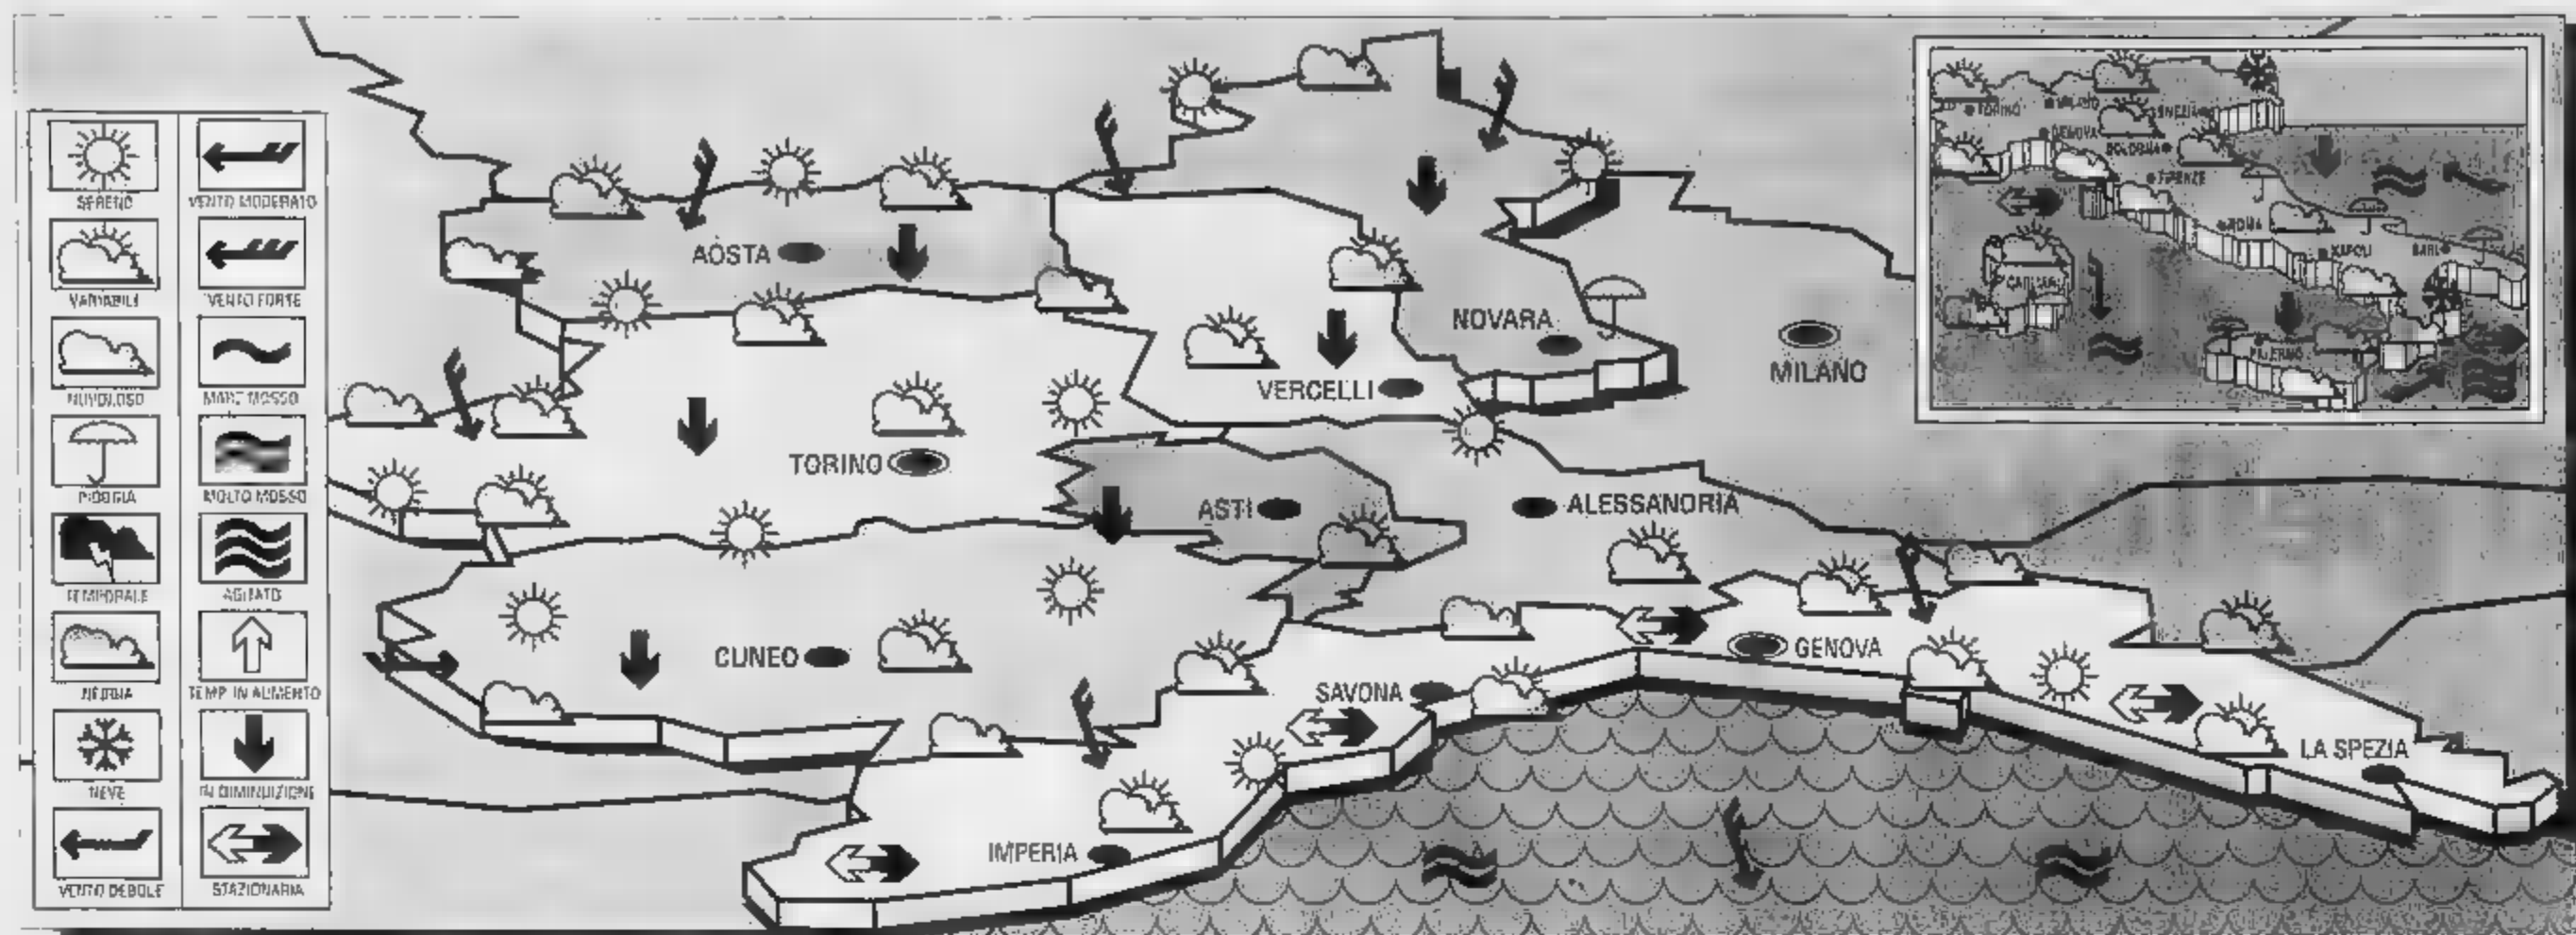 SERENO
VARIABILE
NUVOLOSO
PIOGGIA
TEMPORALE
NEBBIA
NEVE
VENTO DEBOLE
VENTO MODERATO
VENTO FORTE
MARE MOSSO
MOLTO MOSSO
AGITATO
TEMP. IN AUMENTO
IN DIMINUIZIONE
STAZIONARIA
AOSTA
NOVARA
VERCELLI
MILANO
TORINO
ASTI
ALESSANDRIA
CUNEO
GENOVA
SAVONA
LA SPEZIA
IMPERIA
TORINO
MILANO
VENEZIA
GENOVA
BOLOGNA
FIRENZE
ROMA
NAPOLI
BARI
CAGLIARI
PALERMO